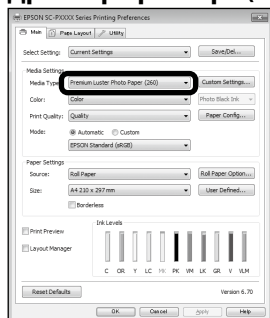 EPSON SC-PXXXX Series Printing Preferences
Main Page Layout Utility
Select Setting: Current Settings Save/Del...
Media Settings
Media Type: Premium Luster Photo Paper (260) Custom Settings...
Color: Color Photo Black Ink
Print Quality: Quality Paper Config...
Mode: Automatic Custom
EPSON Standard (sRGB)
Paper Settings
Source: Roll Paper Roll Paper Option...
Size: A4 210 x 297 mm User Defined...
Borderless
Ink Levels
Print Preview
Layout Manager
C OR Y LC MK PK VM LK GR V VLM
Reset Defaults Version 6.70
OK Cancel Apply Help